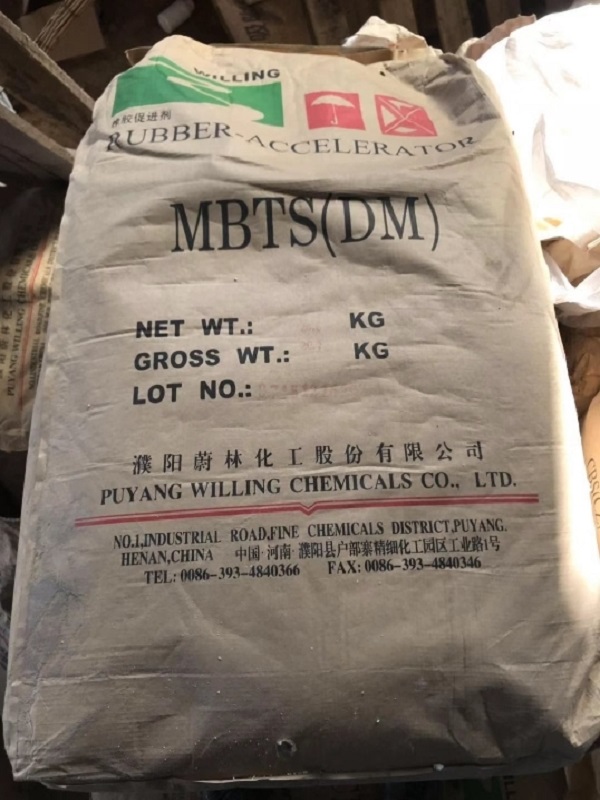 WILLING
橡胶促进剂
RUBBER-ACCELERATOR
MBTS(DM)
NET WT.: KG
GROSS WT.: KG
LOT NO.:
濮阳蔚林化工股份有限公司
PUYANG WILLING CHEMICALS CO., LTD.
NO.1,INDUSTRIAL ROAD,FINE CHEMICALS DISTRICT,PUYANG.
HENAN,CHINA 中国·河南·濮阳县户部寨精细化工园区工业路1号
TEL: 0086-393-4840366 FAX: 0086-393-4840346